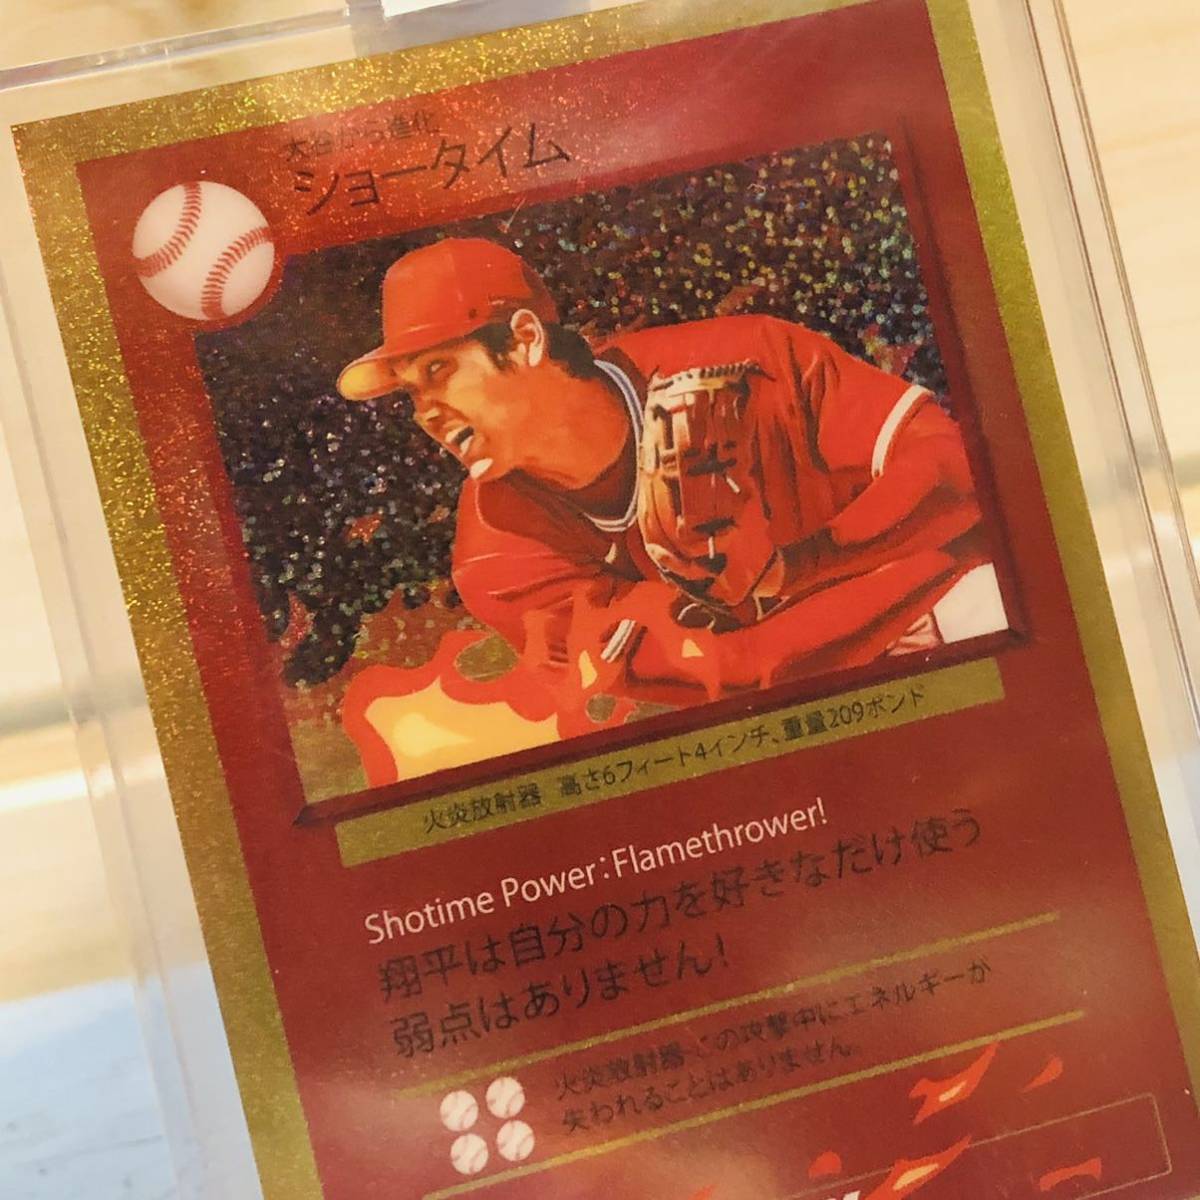 大谷から進化
ショータイム
火炎放射器 高さ6フィート4インチ、重量209ポンド
Shotime Power:Flamethrower!
翔平は自分の力を好きなだけ使う
弱点はありません!
火炎放射器 この攻撃中にエネルギーが
失われることはありません。